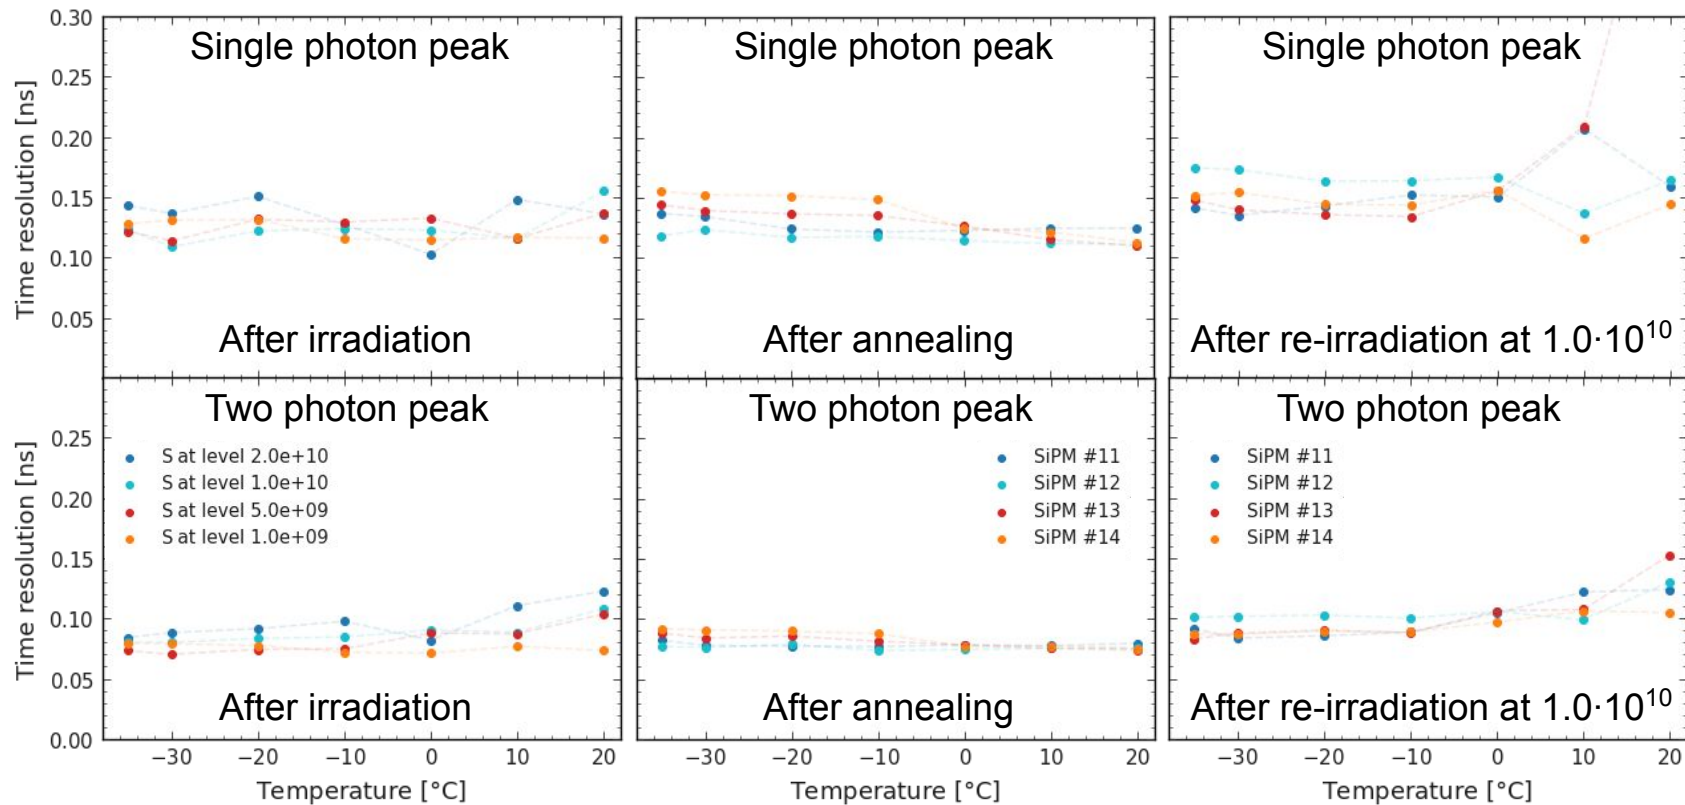 Single photon peak
Single photon peak
Single photon peak
0.30
0.25
0.20
0.15
0.10
0.05
Time resolution [ns]
After irradiation
After annealing
After re-irradiation at 1.0·10¹⁰
Two photon peak
Two photon peak
Two photon peak
0.25
0.20
0.15
0.10
0.05
0.00
Time resolution [ns]
S at level 2.0e+10
S at level 1.0e+10
S at level 5.0e+09
S at level 1.0e+09
SiPM #11
SiPM #12
SiPM #13
SiPM #14
SiPM #11
SiPM #12
SiPM #13
SiPM #14
After irradiation
After annealing
After re-irradiation at 1.0·10¹⁰
−30 −20 −10 0 10 20
−30 −20 −10 0 10 20
−30 −20 −10 0 10 20
Temperature [°C]
Temperature [°C]
Temperature [°C]